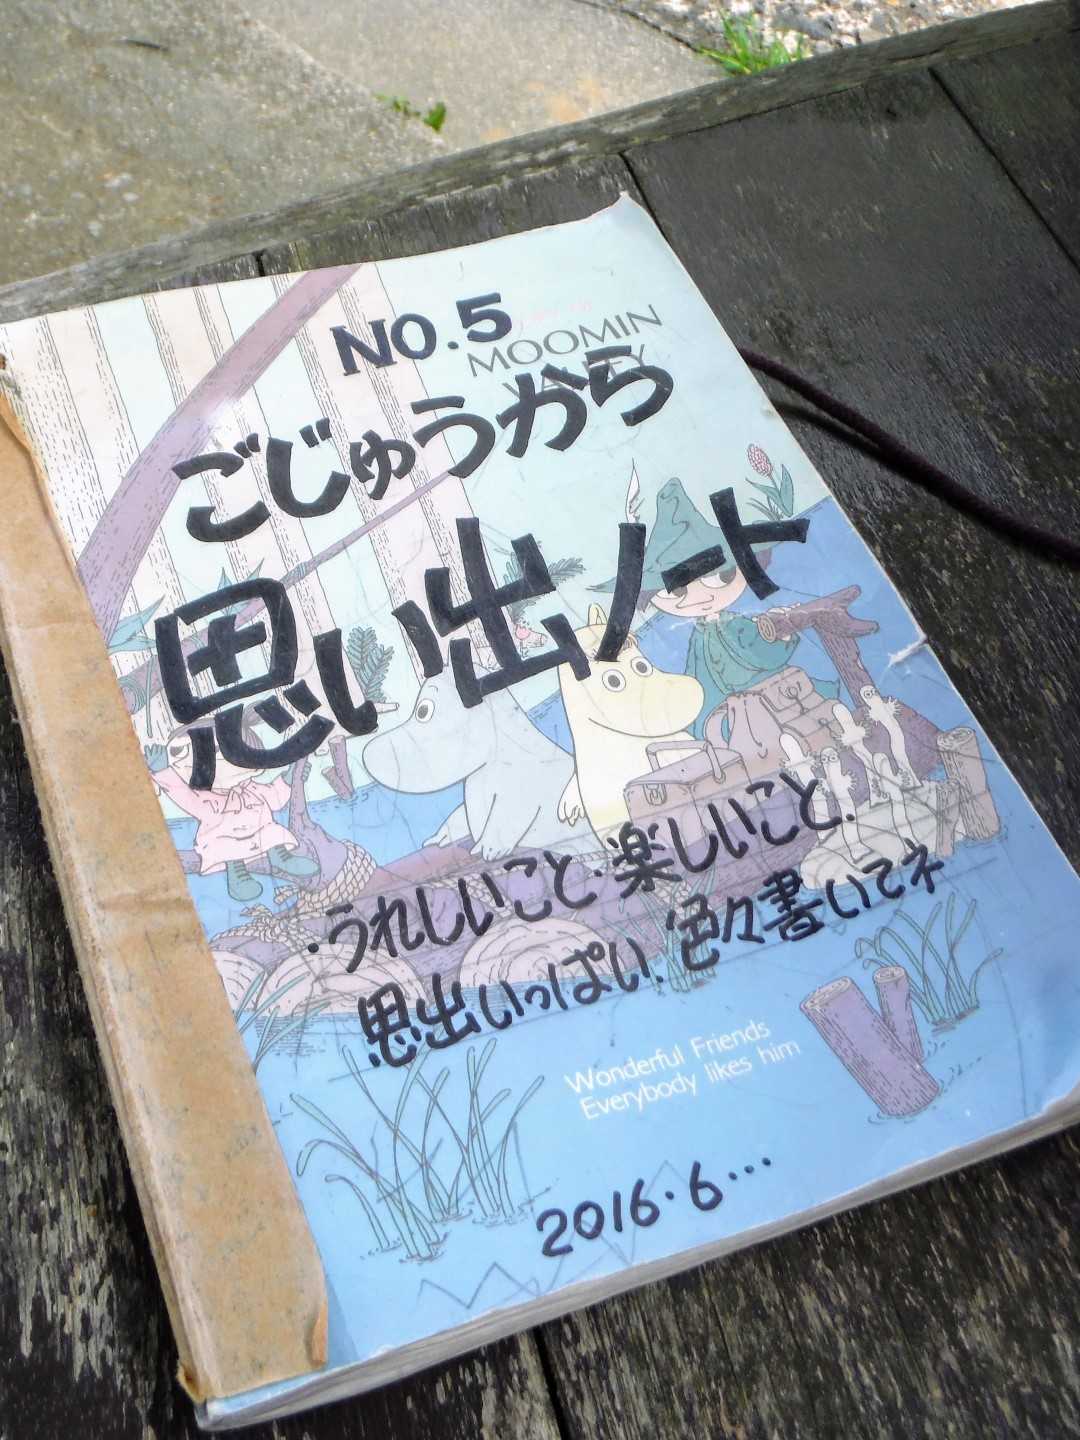 NO.5
MOOMIN
VALLEY
ごじゅうから
思い出ノート
・うれしいこと・楽しいこと・
思出いっぱい・色々書いてネ
Wonderful Friends
Everybody likes him
2016.6…